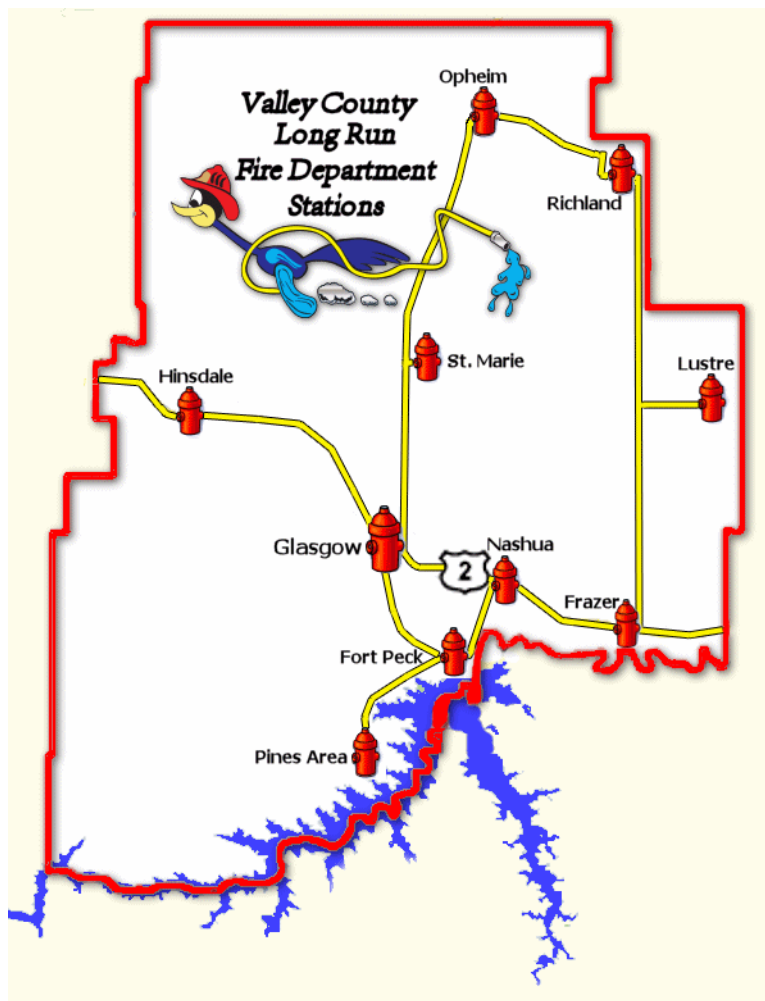 Opheim
Valley County
Long Run
Fire Department
Stations
Richland
St. Marie
Lustre
Hinsdale
Glasgow
2
Nashua
Frazer
Fort Peck
Pines Area